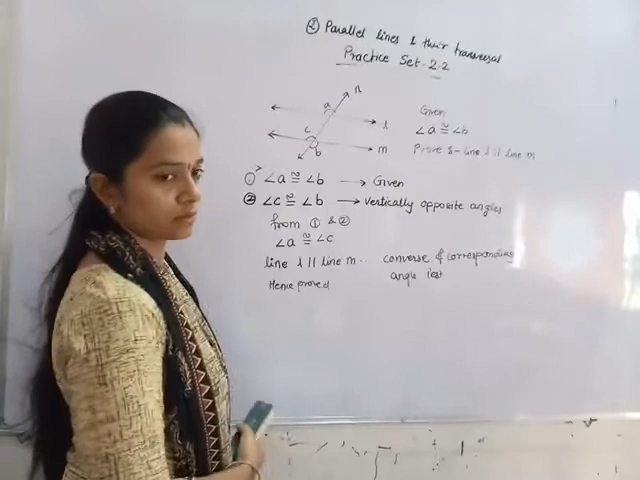 ② Parallel lines & their transversal
Practice Set-2.2
n
a
l
c
m
b
Given
∠a ≅ ∠b
Prove :- line l || line m
① ∠a ≅ ∠b → Given
② ∠c ≅ ∠b → vertically opposite angles
from ① & ②
∠a ≅ ∠c
line l || line m .. converse of corresponding
angle test
Hence proved